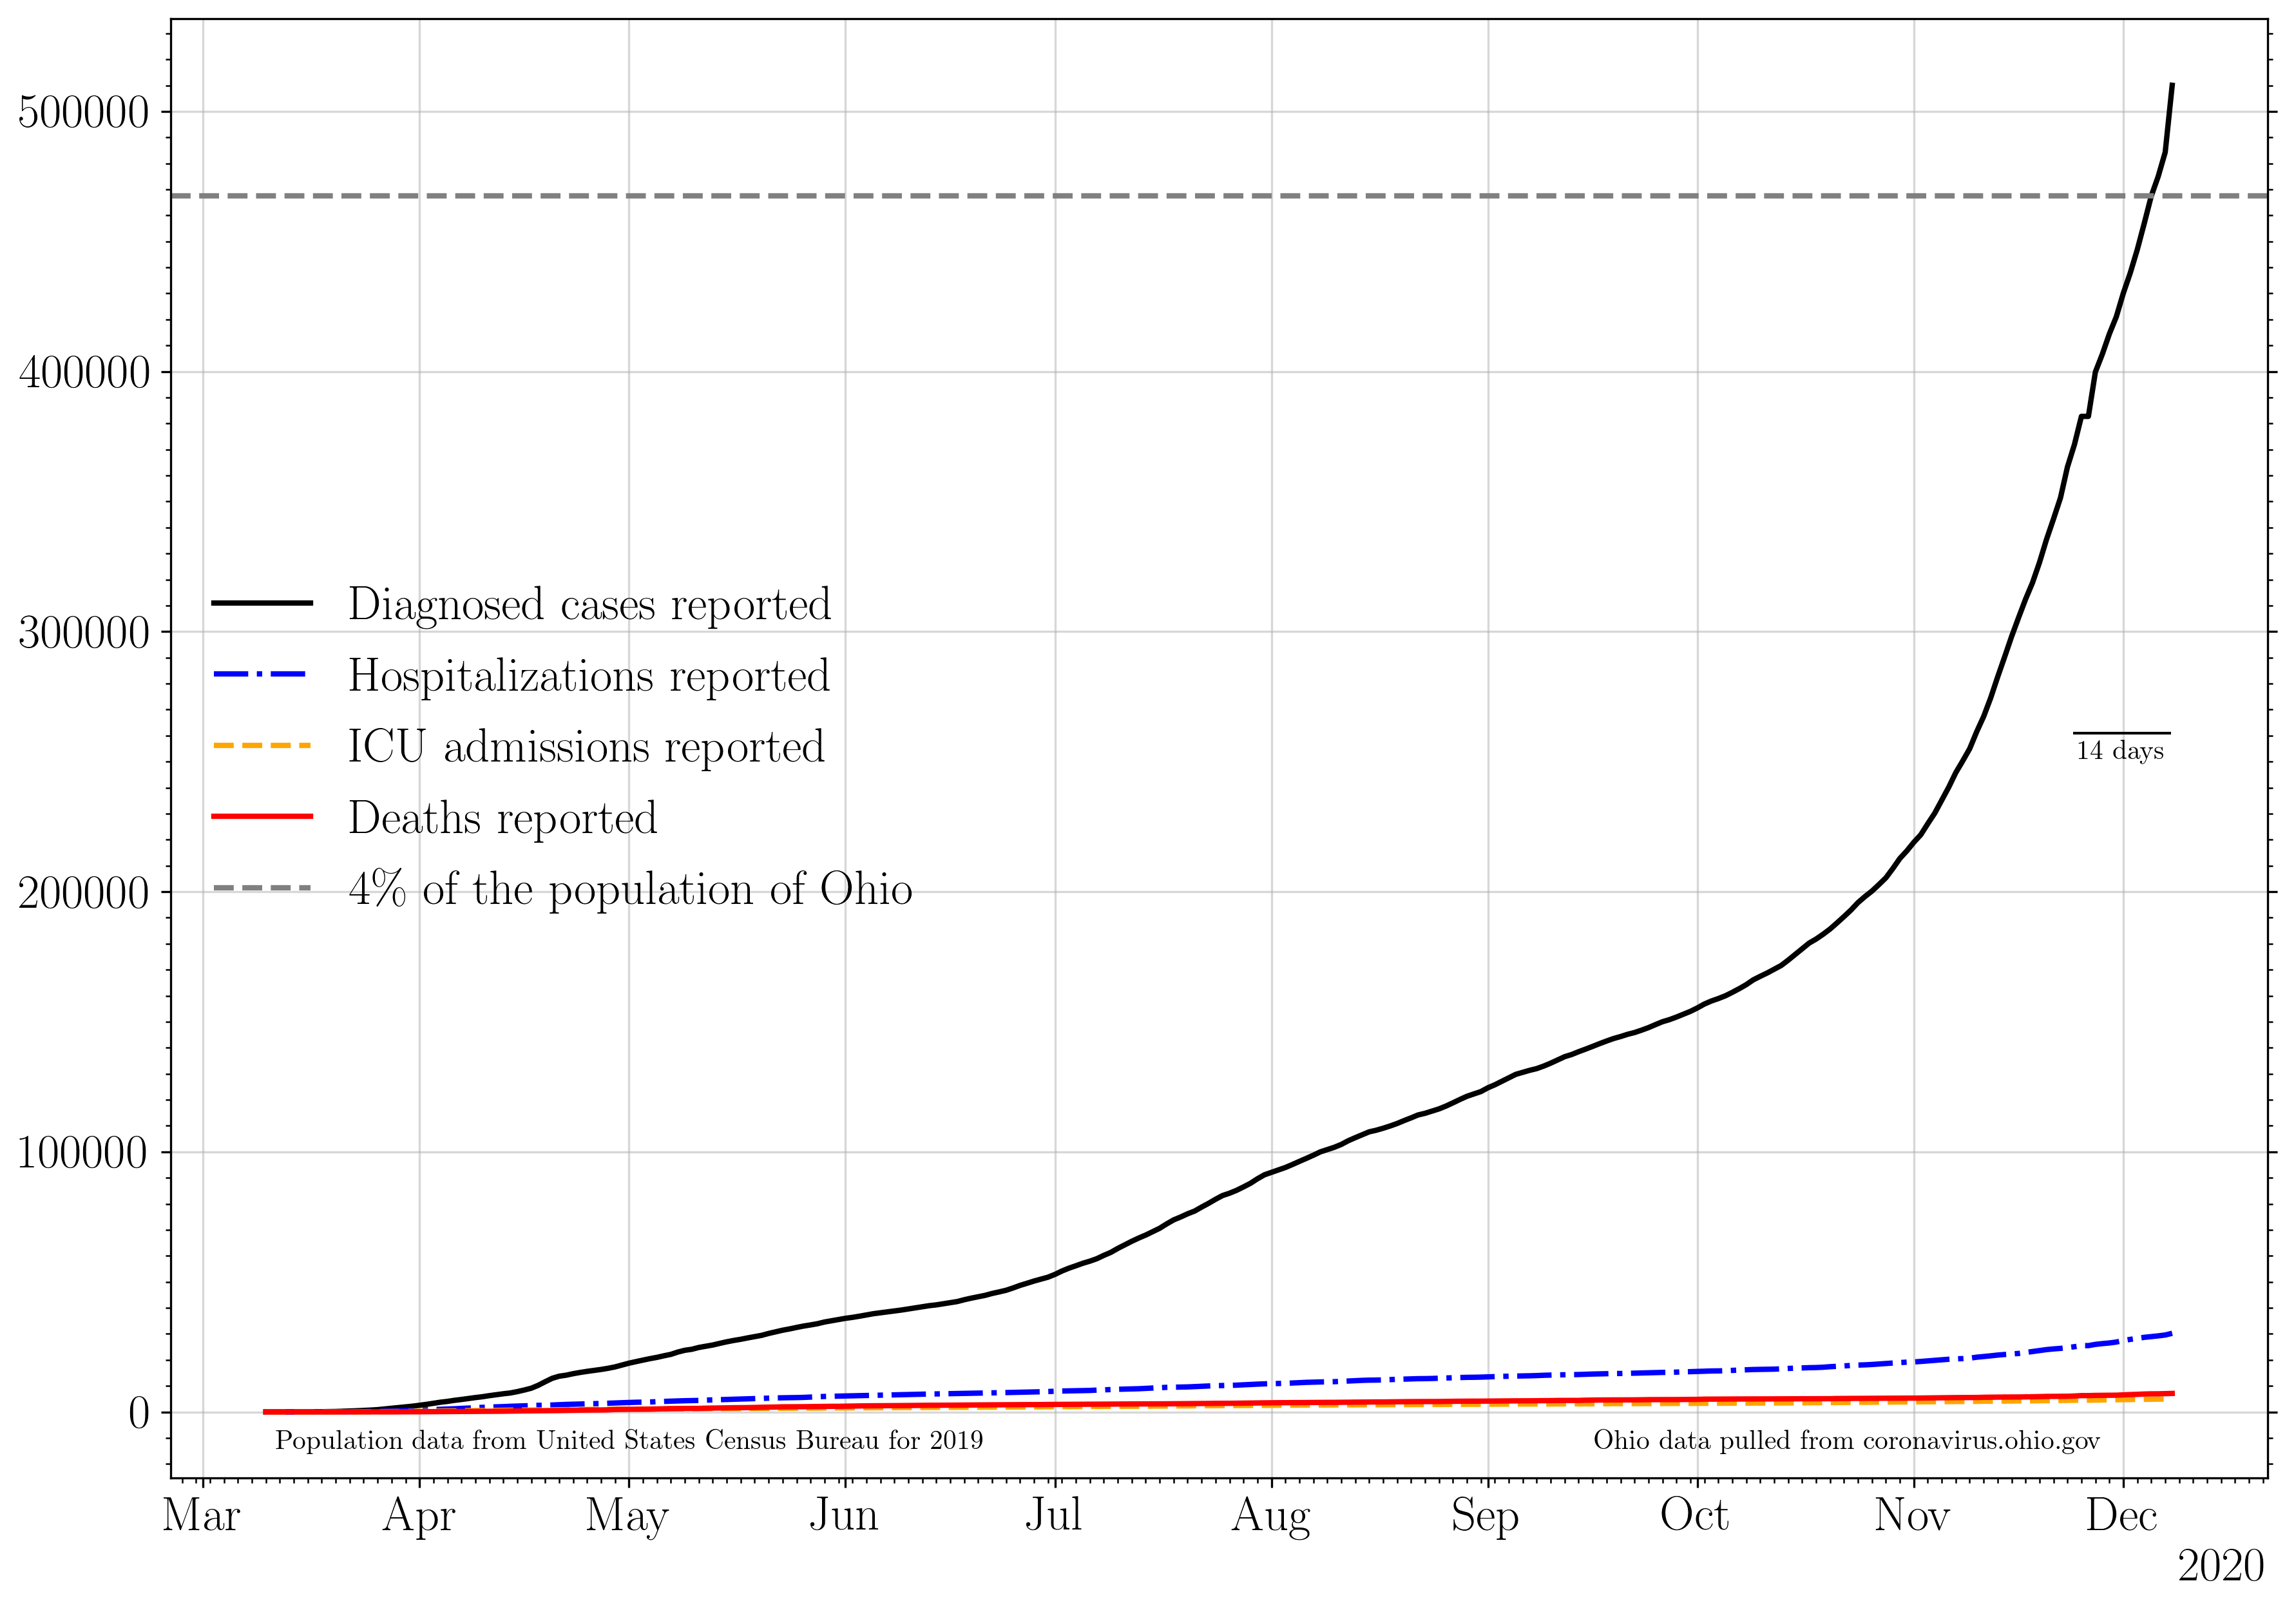 500000
400000
300000
200000
100000
0
Diagnosed cases reported
Hospitalizations reported
ICU admissions reported
Deaths reported
4% of the population of Ohio
14 days
Population data from United States Census Bureau for 2019
Ohio data pulled from coronavirus.ohio.gov
Mar Apr May Jun Jul Aug Sep Oct Nov Dec
2020